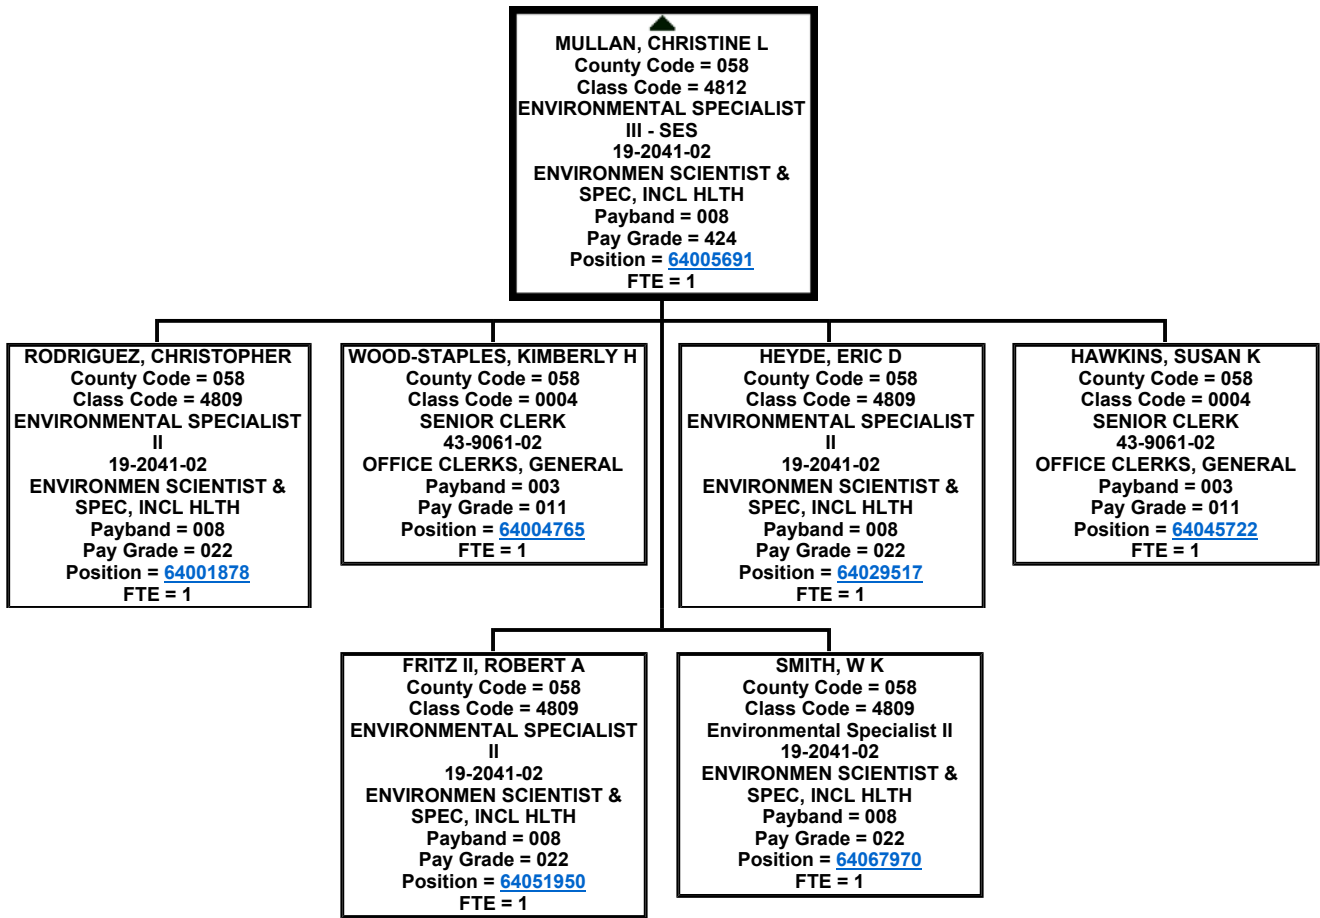 MULLAN, CHRISTINE L
County Code = 058
Class Code = 4812
ENVIRONMENTAL SPECIALIST
III - SES
19-2041-02
ENVIRONMEN SCIENTIST &
SPEC, INCL HLTH
Payband = 008
Pay Grade = 424
Position = 64005691
FTE = 1
RODRIGUEZ, CHRISTOPHER
County Code = 058
Class Code = 4809
ENVIRONMENTAL SPECIALIST
II
19-2041-02
ENVIRONMEN SCIENTIST &
SPEC, INCL HLTH
Payband = 008
Pay Grade = 022
Position = 64001878
FTE = 1
WOOD-STAPLES, KIMBERLY H
County Code = 058
Class Code = 0004
SENIOR CLERK
43-9061-02
OFFICE CLERKS, GENERAL
Payband = 003
Pay Grade = 011
Position = 64004765
FTE = 1
HEYDE, ERIC D
County Code = 058
Class Code = 4809
ENVIRONMENTAL SPECIALIST
II
19-2041-02
ENVIRONMEN SCIENTIST &
SPEC, INCL HLTH
Payband = 008
Pay Grade = 022
Position = 64029517
FTE = 1
HAWKINS, SUSAN K
County Code = 058
Class Code = 0004
SENIOR CLERK
43-9061-02
OFFICE CLERKS, GENERAL
Payband = 003
Pay Grade = 011
Position = 64045722
FTE = 1
FRITZ II, ROBERT A
County Code = 058
Class Code = 4809
ENVIRONMENTAL SPECIALIST
II
19-2041-02
ENVIRONMEN SCIENTIST &
SPEC, INCL HLTH
Payband = 008
Pay Grade = 022
Position = 64051950
FTE = 1
SMITH, W K
County Code = 058
Class Code = 4809
Environmental Specialist II
19-2041-02
ENVIRONMEN SCIENTIST &
SPEC, INCL HLTH
Payband = 008
Pay Grade = 022
Position = 64067970
FTE = 1